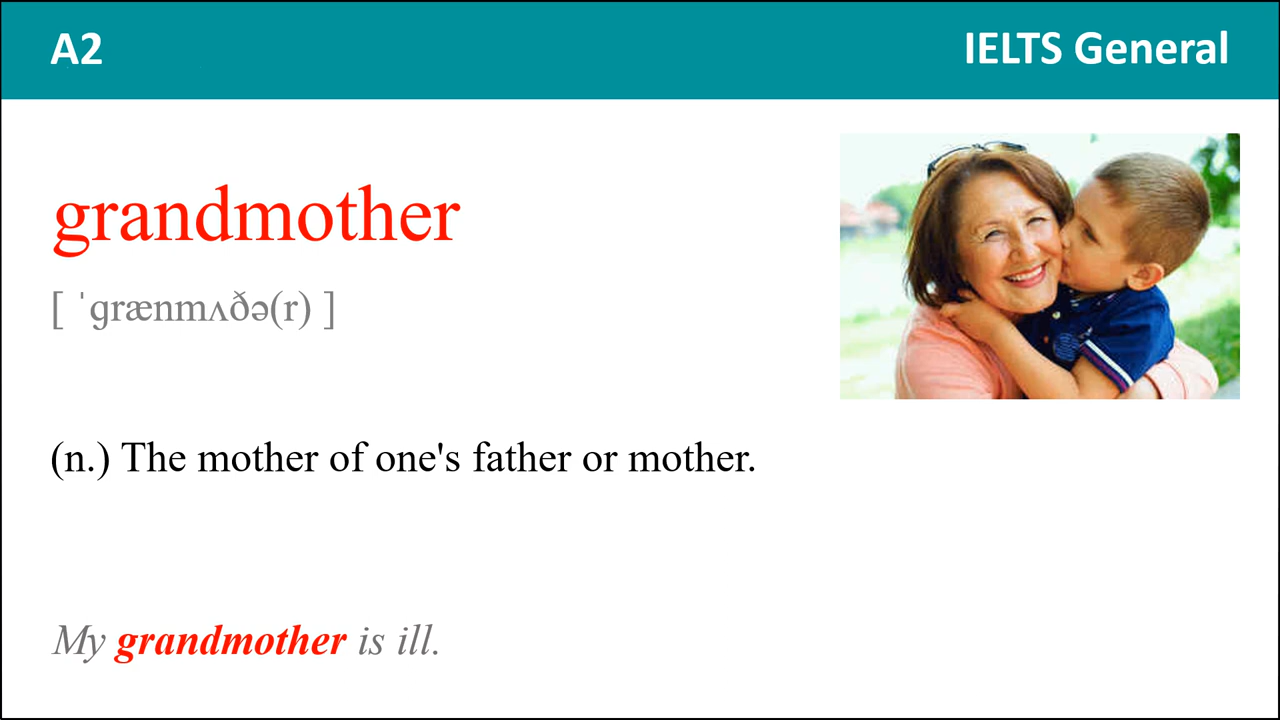 A2
IELTS General
grandmother
[ ˈɡrænmʌðə(r) ]
(n.) The mother of one's father or mother.
My grandmother is ill.